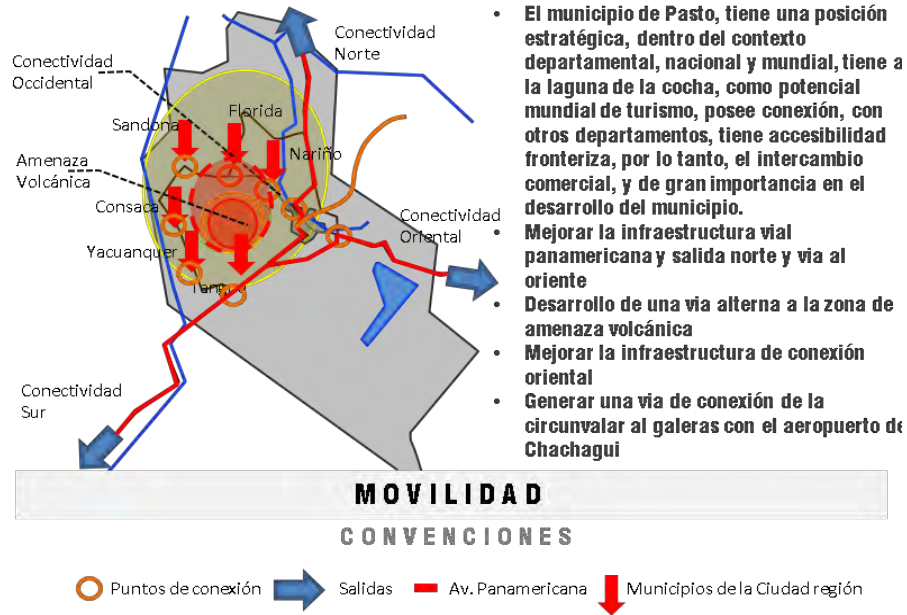 Conectividad
Norte
Conectividad
Occidental
Florida
Sandona
Nariño
Amenaza
Volcánica
Consaca
Conectividad
Oriental
Yacuanquer
Conectividad
Sur
• El municipio de Pasto, tiene una posición
estratégica, dentro del contexto
departamental, nacional y mundial, tiene a
la laguna de la cocha, como potencial
mundial de turismo, posee conexión, con
otros departamentos, tiene accesibilidad
fronteriza, por lo tanto, el intercambio
comercial, y de gran importancia en el
desarrollo del municipio.
• Mejorar la infraestructura vial
panamericana y salida norte y via al
oriente
• Desarrollo de una via alterna a la zona de
amenaza volcánica
• Mejorar la infraestructura de conexión
oriental
• Generar una via de conexión de la
circunvalar al galeras con el aeropuerto de
Chachagui
MOVILIDAD
CONVENCIONES
Puntos de conexión
Salidas
Av. Panamericana
Municipios de la Ciudad región